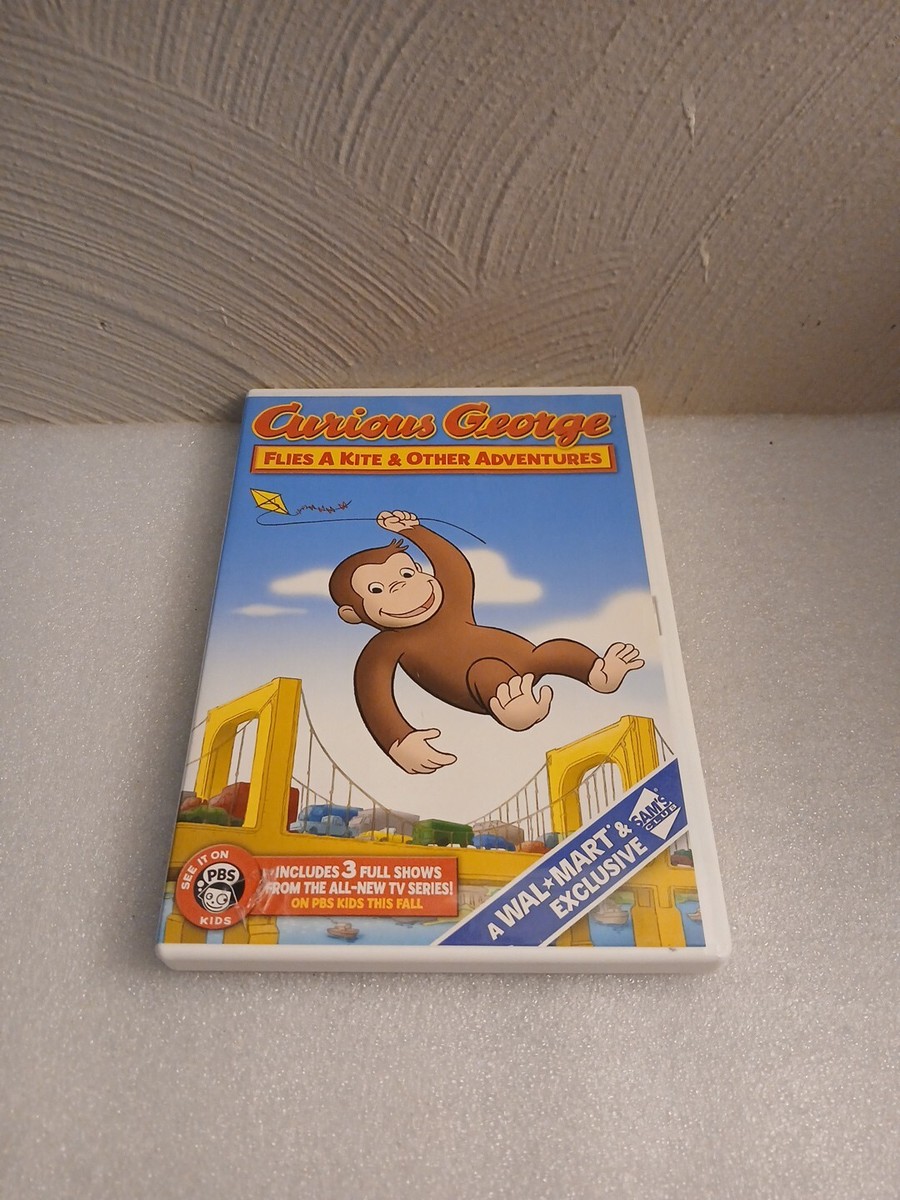 Curious George
FLIES A KITE & OTHER ADVENTURES
SEE IT ON
PBS
KIDS
INCLUDES 3 FULL SHOWS
FROM THE ALL-NEW TV SERIES!
ON PBS KIDS THIS FALL
A WAL★MART® & SAM'S CLUB
EXCLUSIVE